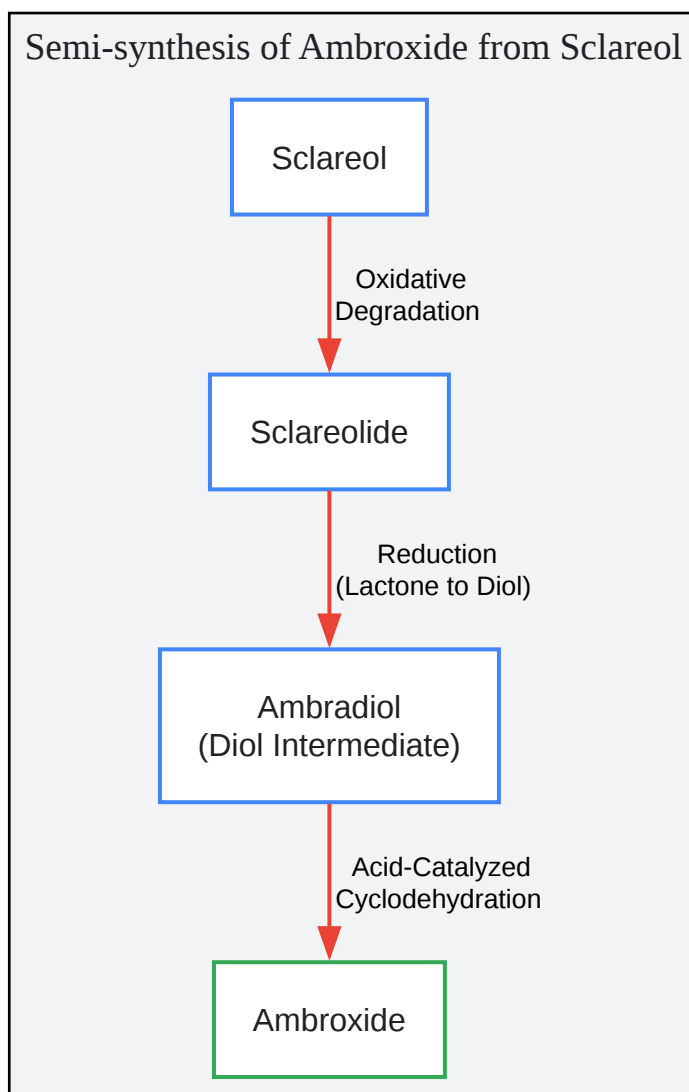 Semi-synthesis of Ambroxide from Sclareol
Sclareol
Oxidative
Degradation
Sclareolide
Reduction
(Lactone to Diol)
Ambradiol
(Diol Intermediate)
Acid-Catalyzed
Cyclodehydration
Ambroxide